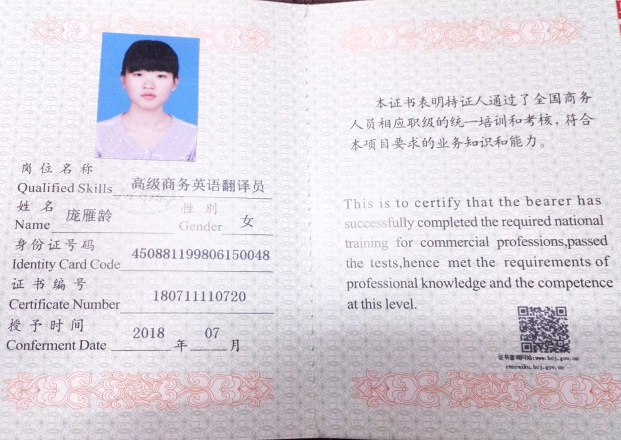 岗位名称
Qualified Skills 高级商务英语翻译员
姓名
Name 庞雁龄 性别 Gender 女
身份证号码
Identity Card Code 450881199806150048
证书编号
Certificate Number 180711110720
授予时间
Conferment Date 2018 年 07 月
本证书表明持证人通过了全国商务
人员相应职级的统一培训和考核，符合
本项目要求的业务知识和能力。
This is to certify that the bearer has
successfully completed the required national
training for commercial professions,passed
the tests,hence met the requirements of
professional knowledge and the competence
at this level.
证书查询网站:www.hcj.gov.cn